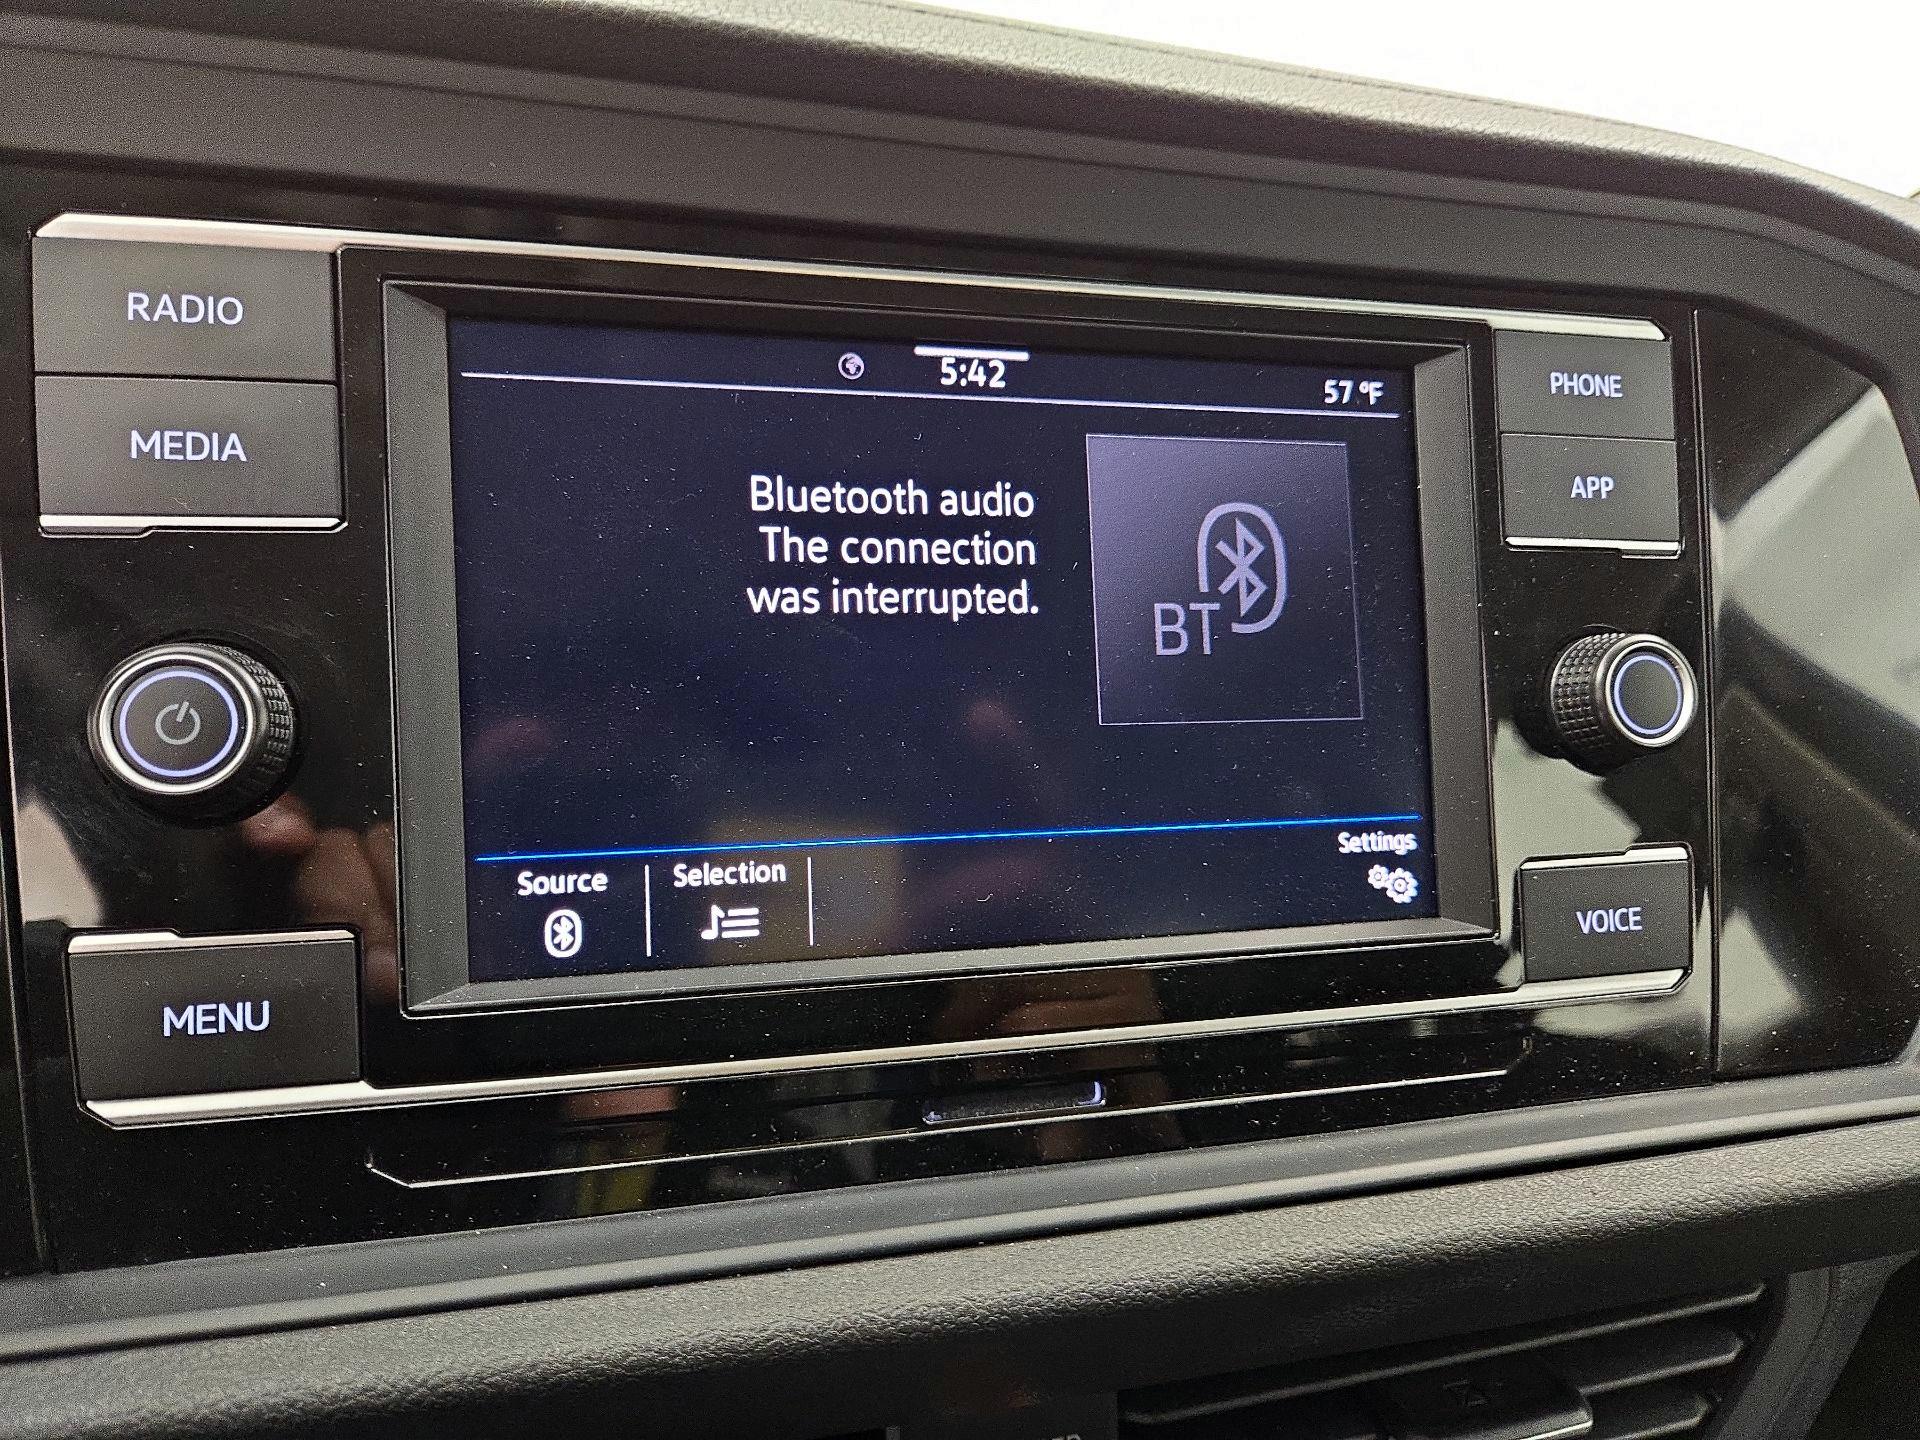 RADIO
MEDIA
MENU
5:42
57 °F
Bluetooth audio
The connection
was interrupted.
BT
Source
Selection
Settings
PHONE
APP
VOICE